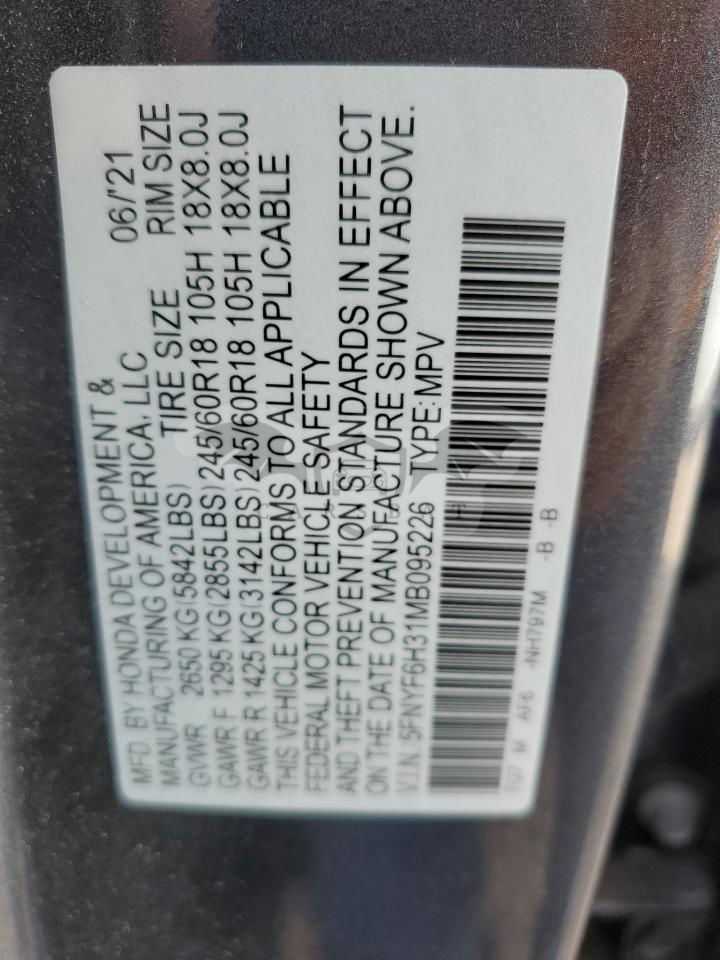 MFD. BY HONDA DEVELOPMENT &
MANUFACTURING OF AMERICA, LLC 06/'21
GVWR 2650 KG(5842LBS) TIRE SIZE RIM SIZE
GAWR F 1295 KG(2855LBS)245/60R18 105H 18X8.0J
GAWR R 1425 KG(3142LBS)245/60R18 105H 18X8.0J
THIS VEHICLE CONFORMS TO ALL APPLICABLE
FEDERAL MOTOR VEHICLE SAFETY
AND THEFT PREVENTION STANDARDS IN EFFECT
ON THE DATE OF MANUFACTURE SHOWN ABOVE.
V.I.N.:5FNYF6H31MB095226 TYPE:MPV
TG7 M AF6 -NH797M -B -B